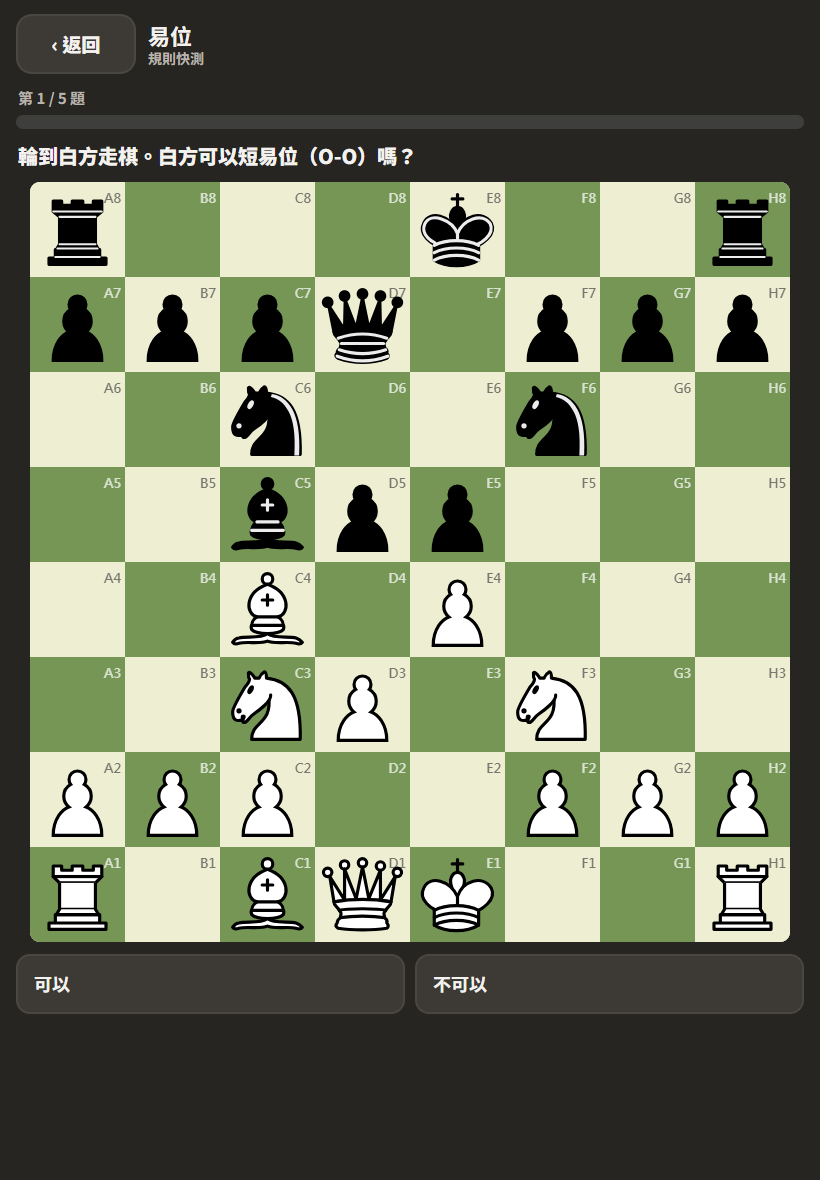 ‹ 返回
易位
規則快測
第 1 / 5 題
輪到白方走棋。白方可以短易位（O-O）嗎？
A8 B8 C8 D8 E8 F8 G8 H8
A7 B7 C7 D7 E7 F7 G7 H7
A6 B6 C6 D6 E6 F6 G6 H6
A5 B5 C5 D5 E5 F5 G5 H5
A4 B4 C4 D4 E4 F4 G4 H4
A3 B3 C3 D3 E3 F3 G3 H3
A2 B2 C2 D2 E2 F2 G2 H2
A1 B1 C1 D1 E1 F1 G1 H1
可以
不可以